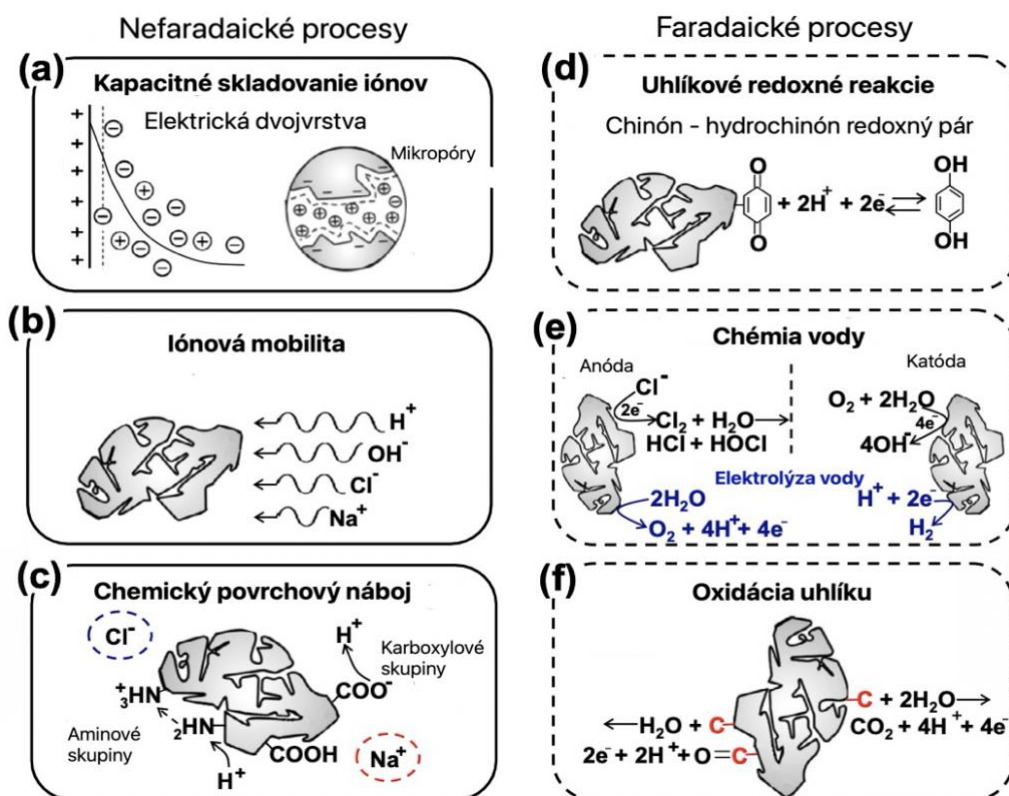 Nefaradaické procesy
Faradaické procesy
(a)
Kapacitné skladovanie iónov
Elektrická dvojvrstva
Mikropóry
(b)
Iónová mobilita
H⁺
OH⁻
Cl⁻
Na⁺
(c)
Chemický povrchový náboj
Cl⁻
H⁺
Karboxylové
skupiny
⁺₃HN
COO⁻
Aminové
skupiny
₂HN
COOH
Na⁺
H⁺
(d)
Uhlíkové redoxné reakcie
Chinón - hydrochinón redoxný pár
O
OH
+ 2H⁺ + 2e⁻
O
OH
(e)
Chémia vody
Anóda
Katóda
Cl⁻
2e⁻
Cl₂ + H₂O
HCl + HOCl
O₂ + 2H₂O
4e⁻
4OH⁻
Elektrolýza vody
2H₂O
O₂ + 4H⁺ + 4e⁻
H⁺ + 2e⁻
H₂
(f)
Oxidácia uhlíku
C + 2H₂O
CO₂ + 4H⁺ + 4e⁻
H₂O + C
2e⁻ + 2H⁺ + O=C